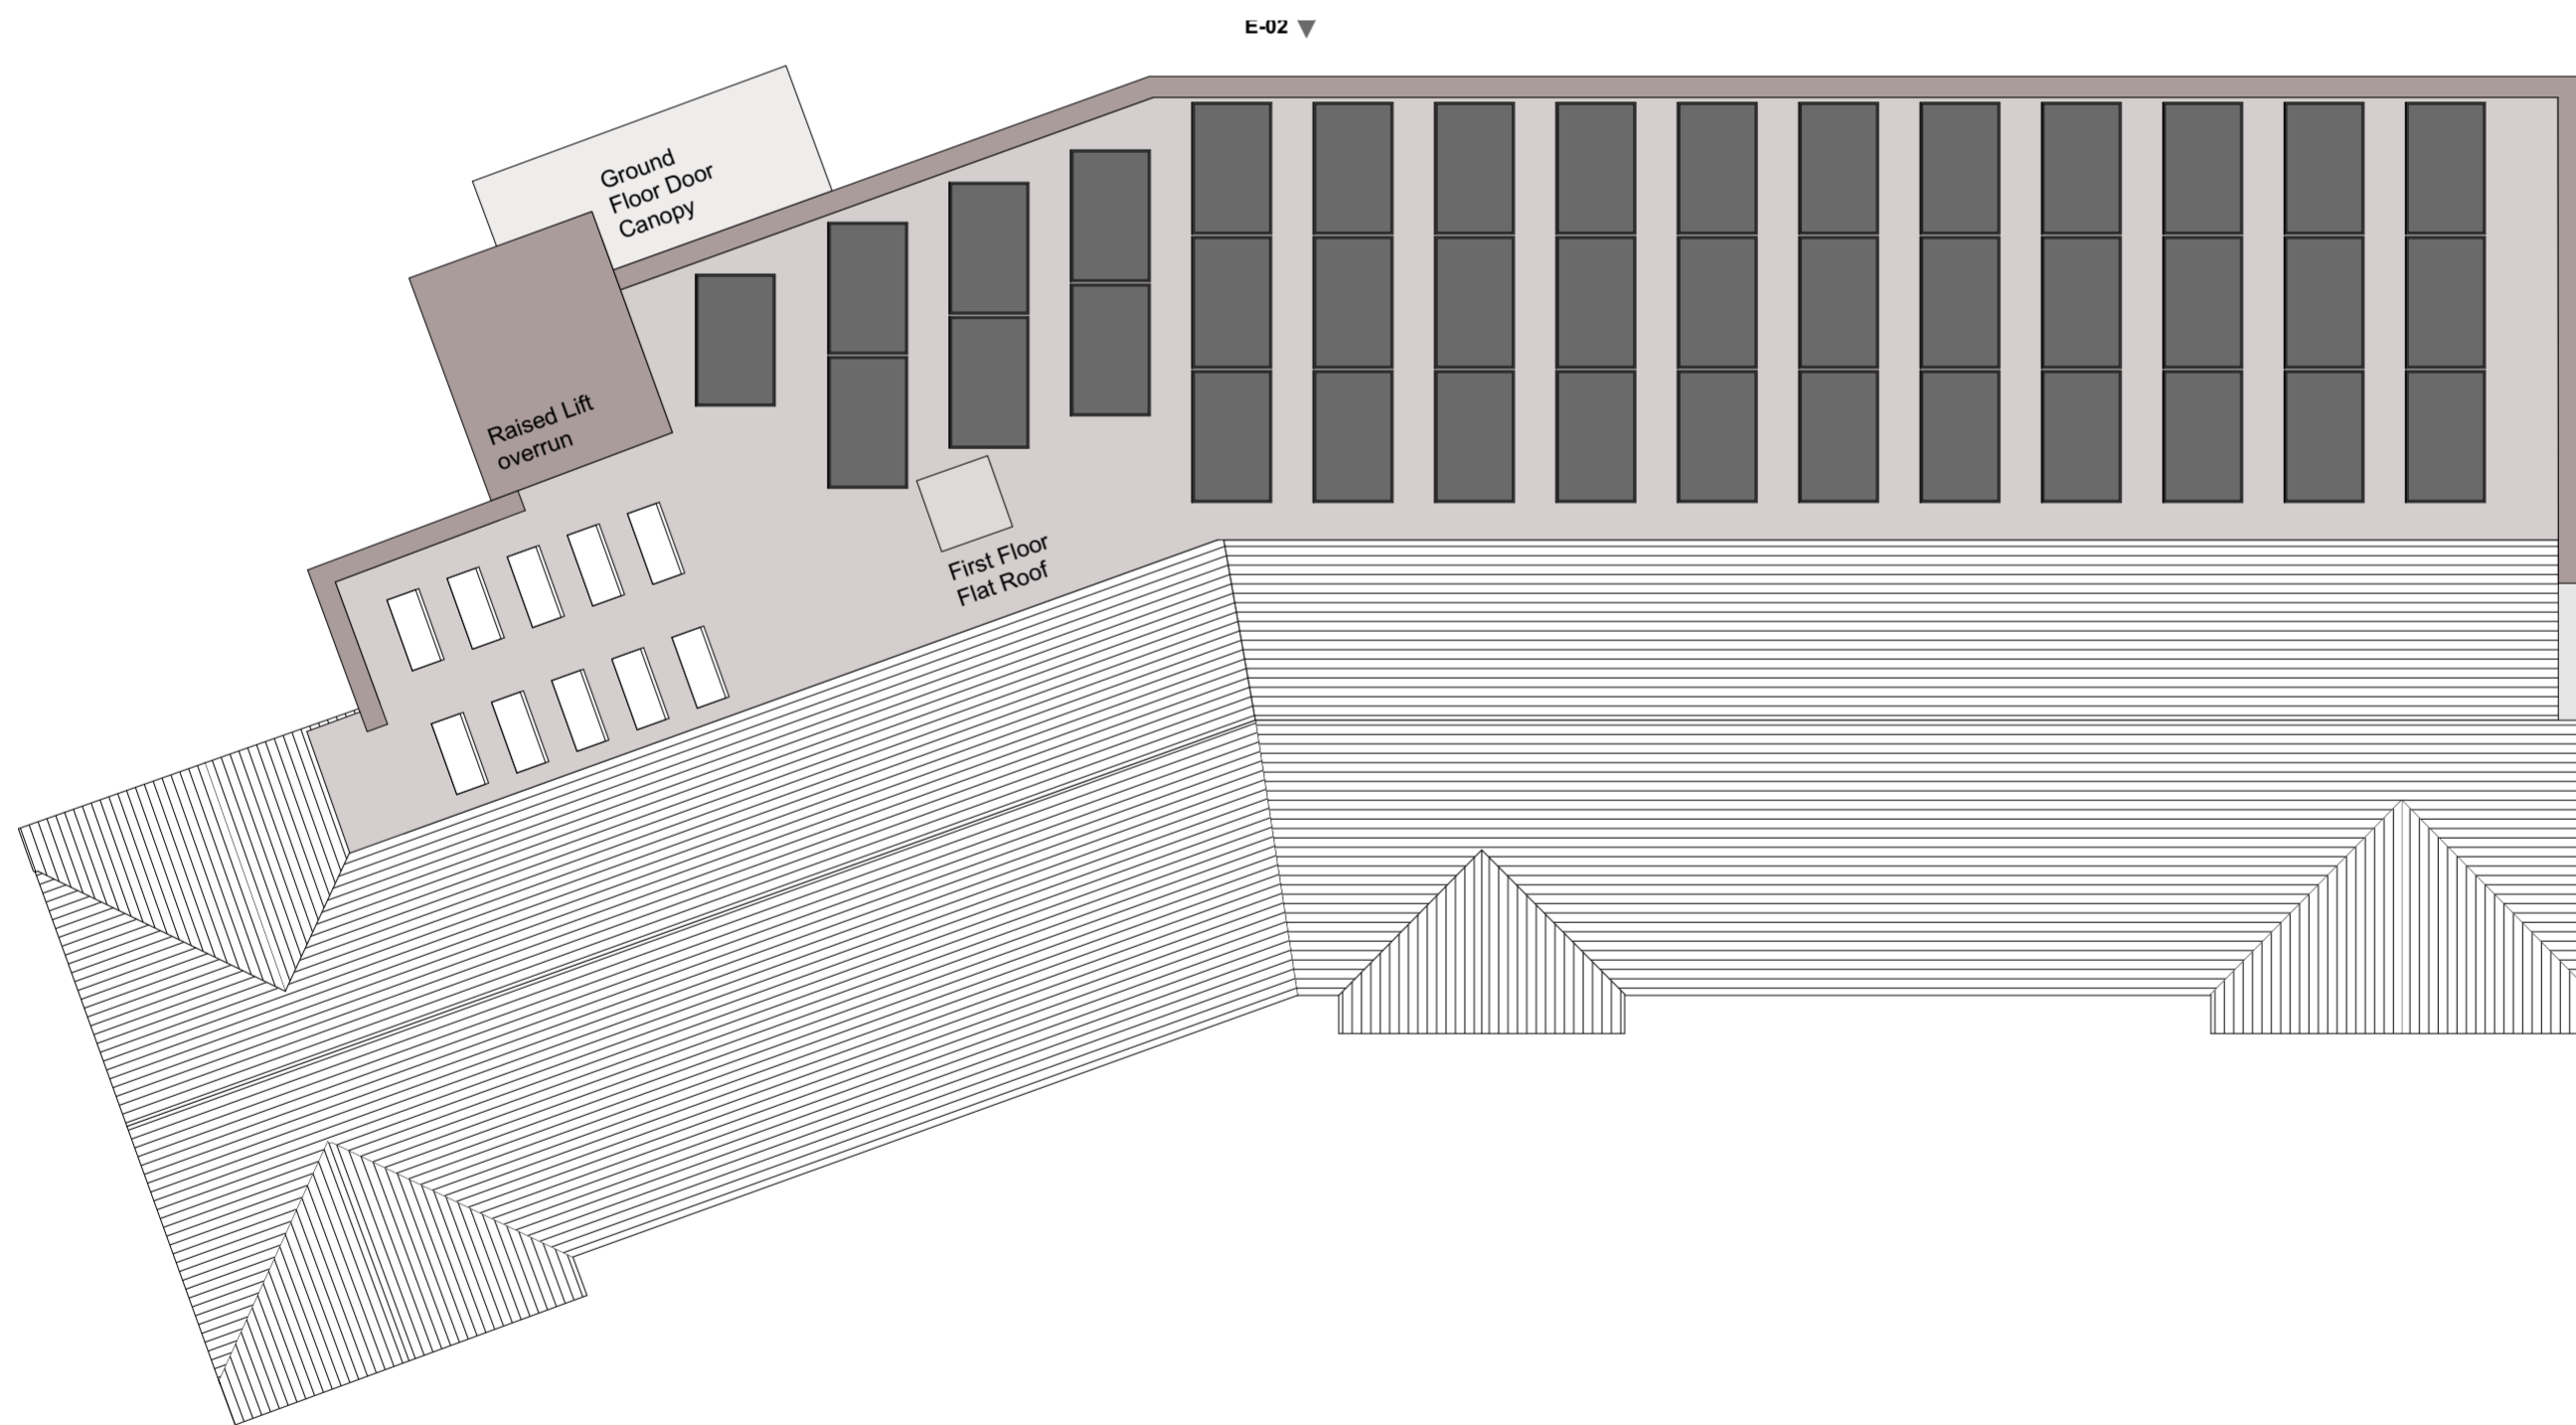 E-02
Ground
Floor Door
Canopy
Raised Lift
overrun
First Floor
Flat Roof